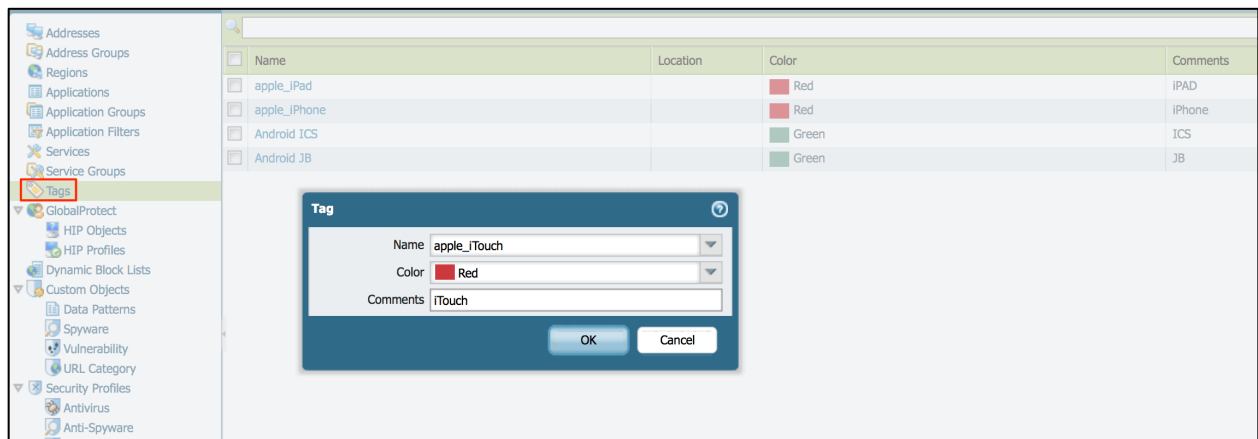 Addresses
Address Groups
Regions
Applications
Application Groups
Application Filters
Services
Service Groups
Tags
GlobalProtect
HIP Objects
HIP Profiles
Dynamic Block Lists
Custom Objects
Data Patterns
Spyware
Vulnerability
URL Category
Security Profiles
Antivirus
Anti-Spyware
Name Location Color Comments
apple_iPad Red iPAD
apple_iPhone Red iPhone
Android ICS Green ICS
Android JB Green JB
Tag
Name apple_iTouch
Color Red
Comments iTouch
OK Cancel